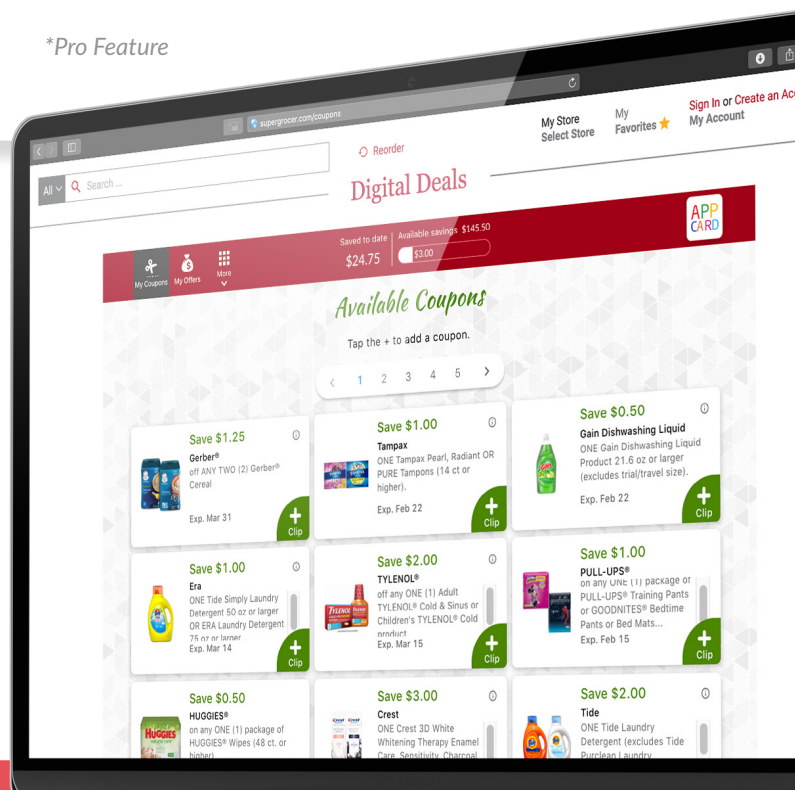 *Pro Feature
supergrocer.com/coupons
All
Search ...
Reorder
My Store
Select Store
My
Favorites
Sign In or Create an Acc
My Account
Digital Deals
My Coupons
My Offers
More
Saved to date
$24.75
Available savings $145.50
$3.00
APP
CARD
Available Coupons
Tap the + to add a coupon.
1 2 3 4 5
Save $1.25
Gerber®
off ANY TWO (2) Gerber®
Cereal
Exp. Mar 31
+
Clip
Save $1.00
Tampax
ONE Tampax Pearl, Radiant OR
PURE Tampons (14 ct or
higher).
Exp. Feb 22
+
Clip
Save $0.50
Gain Dishwashing Liquid
ONE Gain Dishwashing Liquid
Product 21.6 oz or larger
(excludes trial/travel size).
Exp. Feb 22
+
Clip
Save $1.00
Era
ONE Tide Simply Laundry
Detergent 50 oz or larger
OR ERA Laundry Detergent
75 oz or larger
Exp. Mar 14
+
Clip
TYLENOL
Save $2.00
TYLENOL®
off any ONE (1) Adult
TYLENOL® Cold & Sinus or
Children's TYLENOL® Cold
product
Exp. Mar 15
+
Clip
Save $1.00
PULL-UPS®
on any ONE (1) package of
PULL-UPS® Training Pants
or GOODNITES® Bedtime
Pants or Bed Mats...
Exp. Feb 15
+
Clip
HUGGIES
Save $0.50
HUGGIES®
on any ONE (1) package of
HUGGIES® Wipes (48 ct. or
higher)
Crest Crest
Save $3.00
Crest
ONE Crest 3D White
Whitening Therapy Enamel
Care, Sensitivity, Charcoal
Save $2.00
Tide
ONE Tide Laundry
Detergent (excludes Tide
Purclean Laundry